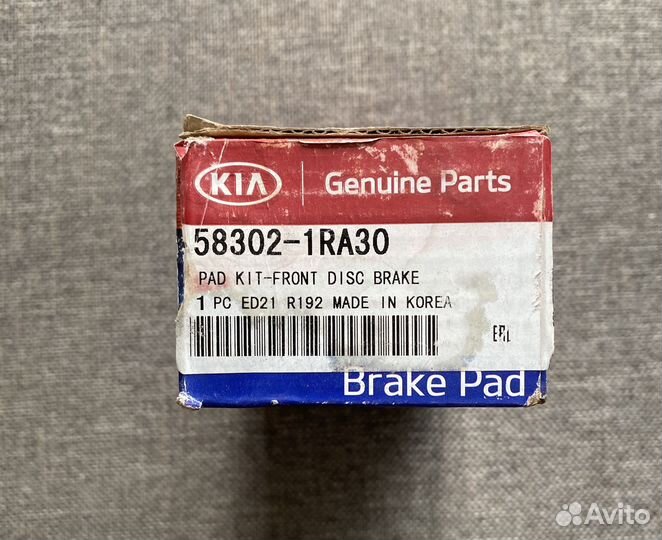 KIA Genuine Parts
58302-1RA30
PAD KIT-FRONT DISC BRAKE
1 PC ED21 R192 MADE IN KOREA
Brake Pad
Avito